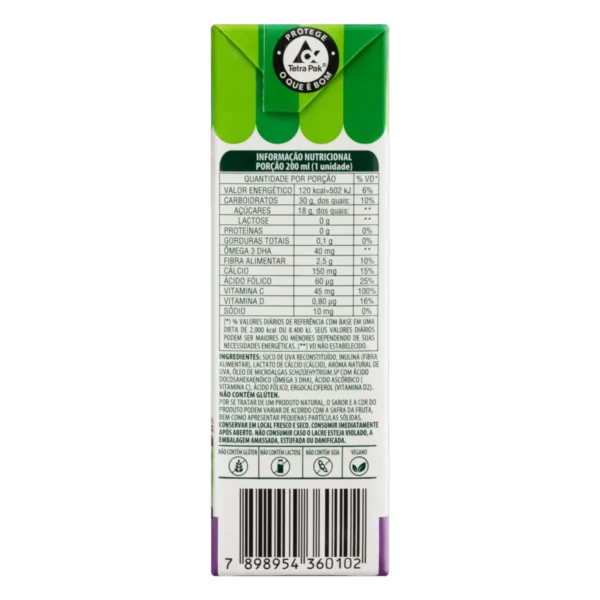 PROTEGE
Tetra Pak®
O QUE É BOM
INFORMAÇÃO NUTRICIONAL
PORÇÃO 200 ml (1 unidade)
QUANTIDADE POR PORÇÃO % VD*
VALOR ENERGÉTICO 120 kcal=502 kJ 6%
CARBOIDRATOS 30 g, dos quais: 10%
AÇÚCARES 18 g, dos quais: **
LACTOSE 0 g **
PROTEÍNAS 0 g 0%
GORDURAS TOTAIS 0,1 g 0%
ÔMEGA 3 DHA 40 mg **
FIBRA ALIMENTAR 2,5 g 10%
CÁLCIO 150 mg 15%
ÁCIDO FÓLICO 60 µg 25%
VITAMINA C 45 mg 100%
VITAMINA D 0,80 µg 16%
SÓDIO 10 mg 0%
(*) % VALORES DIÁRIOS DE REFERÊNCIA COM BASE EM UMA
DIETA DE 2.000 kcal OU 8.400 kJ. SEUS VALORES DIÁRIOS
PODEM SER MAIORES OU MENORES DEPENDENDO DE SUAS
NECESSIDADES ENERGÉTICAS. (**) VD NÃO ESTABELECIDO.
INGREDIENTES: SUCO DE UVA RECONSTITUÍDO, INULINA (FIBRA
ALIMENTAR), LACTATO DE CÁLCIO (CÁLCIO), AROMA NATURAL DE
UVA, ÓLEO DE MICROALGAS SCHIZOCHYTRIUM SP COM ÁCIDO
DOCOSAHEXAENÓICO (ÔMEGA 3 DHA), ÁCIDO ASCÓRBICO (
VITAMINA C), ÁCIDO FÓLICO, ERGOCALCIFEROL (VITAMINA D2).
NÃO CONTÉM GLÚTEN.
POR SE TRATAR DE UM PRODUTO NATURAL, O SABOR E A COR DO
PRODUTO PODEM VARIAR DE ACORDO COM A SAFRA DA FRUTA,
BEM COMO APRESENTAR PEQUENAS PARTÍCULAS SÓLIDAS.
CONSERVAR EM LOCAL FRESCO E SECO. CONSUMIR IMEDIATAMENTE
APÓS ABERTO. NÃO CONSUMIR CASO O LACRE ESTEJA VIOLADO, A
EMBALAGEM AMASSADA, ESTUFADA OU DANIFICADA.
NÃO CONTÉM GLÚTEN NÃO CONTÉM LACTOSE NÃO CONTÉM SOJA VEGANO
7 898954 360102